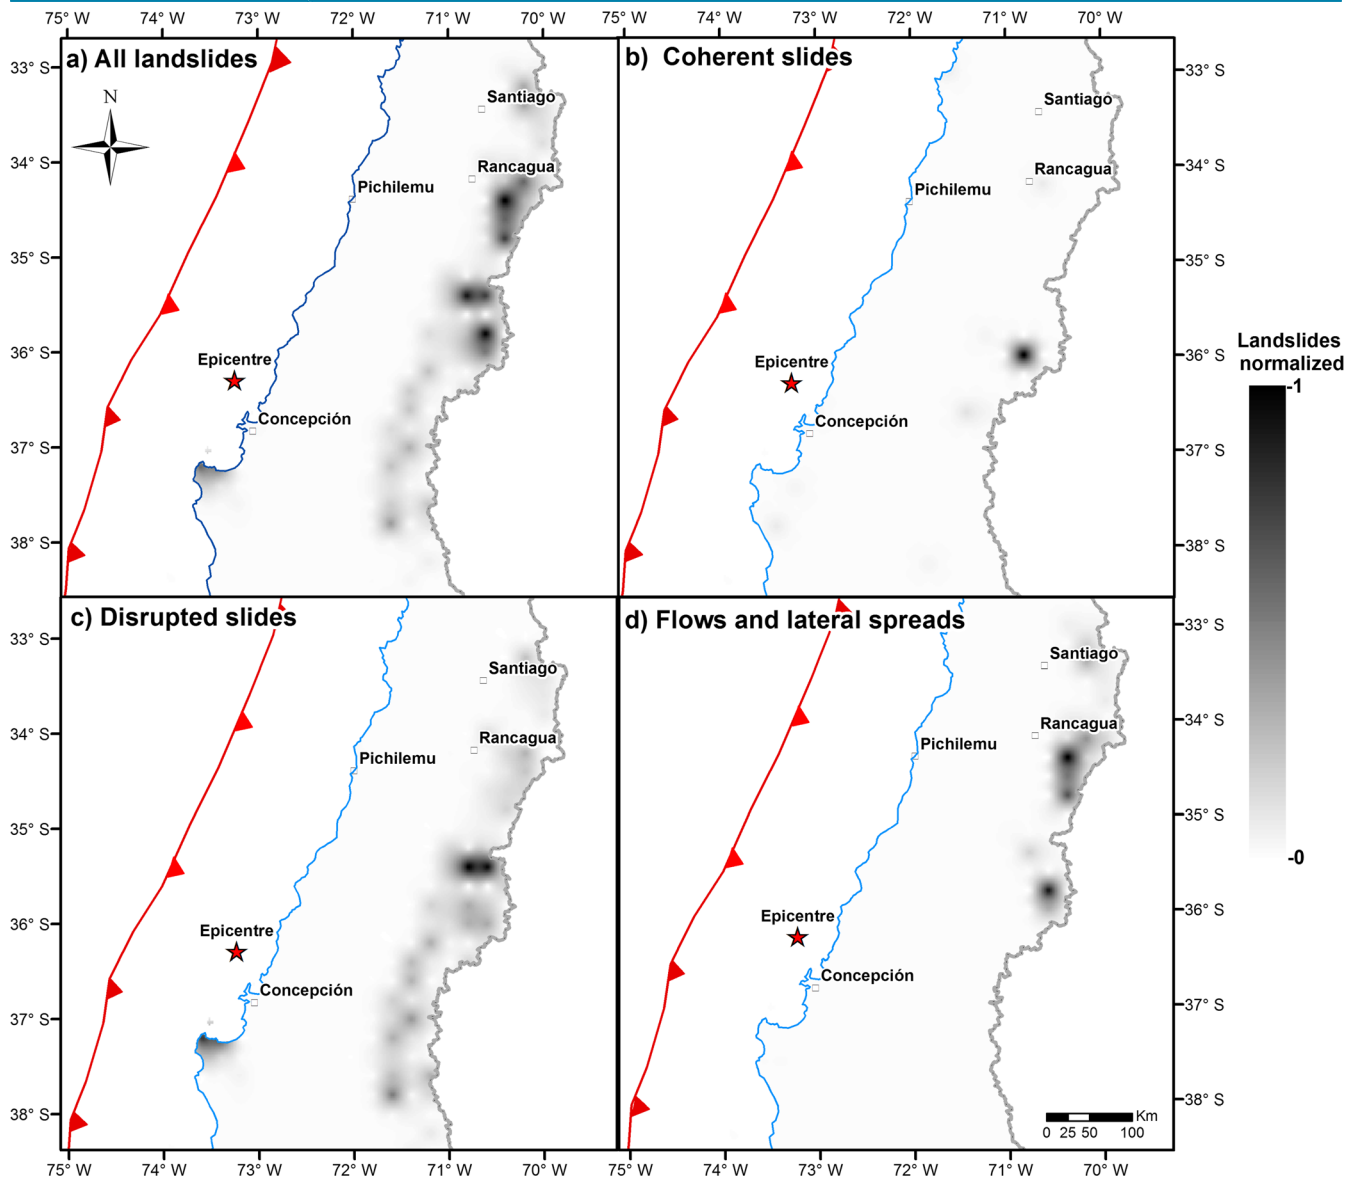 75° W 74° W 73° W 72° W 71° W 70° W 75° W 74° W 73° W 72° W 71° W 70° W
a) All landslides
b) Coherent slides
33° S
33° S
N
Santiago
Santiago
34° S
34° S
Rancagua
Rancagua
Pichilemu
Pichilemu
35° S
35° S
Landslides
normalized
36° S
36° S
Epicentre
Epicentre
-1
Concepción
Concepción
37° S
37° S
38° S
38° S
c) Disrupted slides
d) Flows and lateral spreads
33° S
33° S
Santiago
Santiago
34° S
34° S
Rancagua
Rancagua
Pichilemu
Pichilemu
35° S
35° S
-0
36° S
36° S
Epicentre
Epicentre
Concepción
Concepción
37° S
37° S
38° S
38° S
Km
0 25 50 100
75° W 74° W 73° W 72° W 71° W 70° W 75° W 74° W 73° W 72° W 71° W 70° W